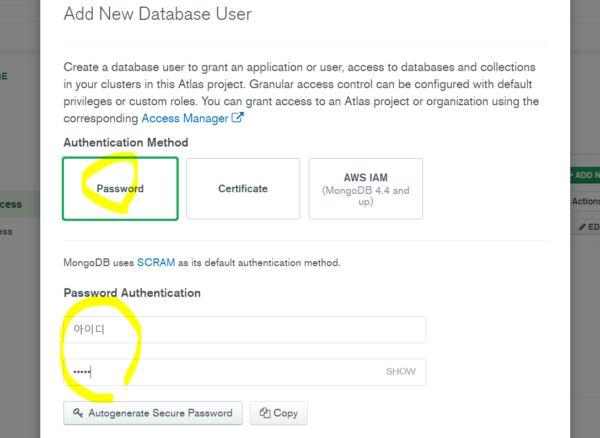 Add New Database User
GE
Create a database user to grant an application or user, access to databases and collections
in your clusters in this Atlas project. Granular access control can be configured with default
privileges or custom roles. You can grant access to an Atlas project or organization using the
corresponding Access Manager
Authentication Method
Password
Certificate
AWS IAM
(MongoDB 4.4 and
up)
ADD N
cess
Actions
ED
ess
MongoDB uses SCRAM as its default authentication method.
Password Authentication
아이디
••••• SHOW
Autogenerate Secure Password
Copy